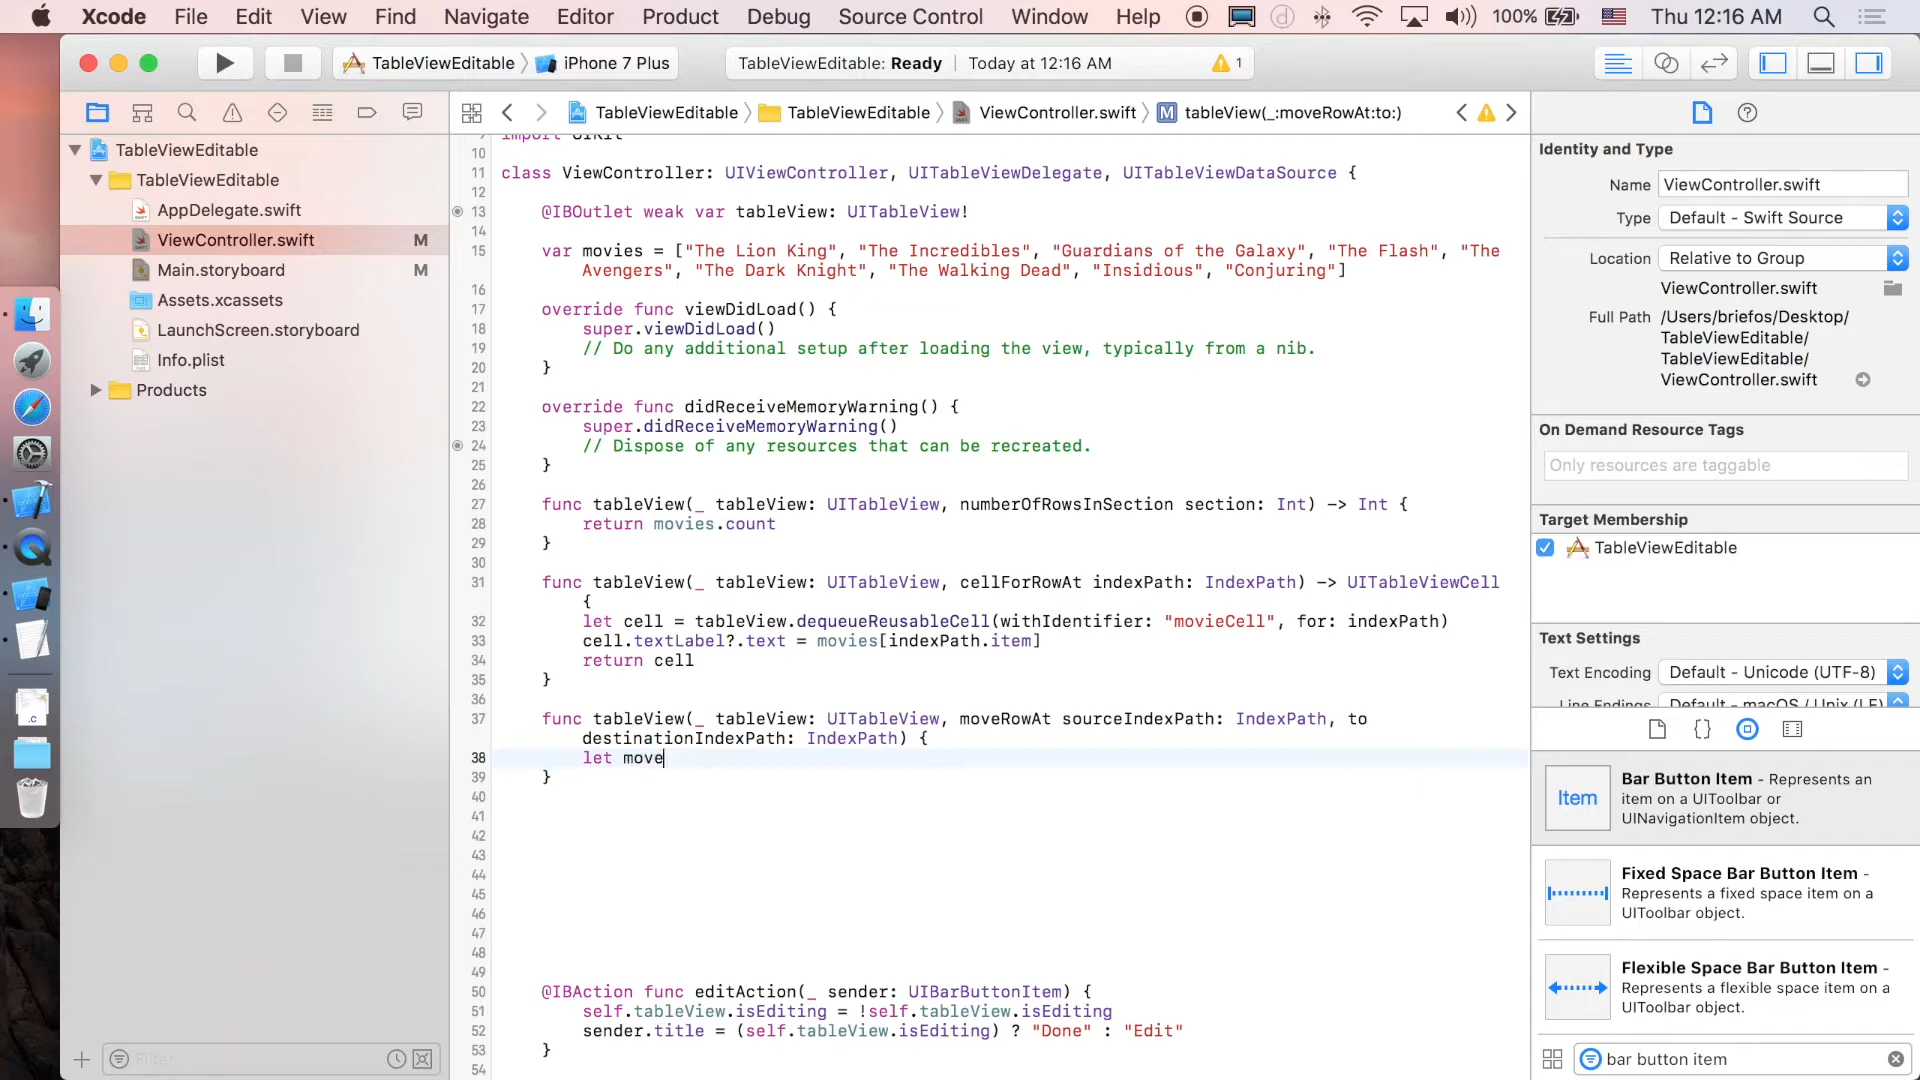 Xcode File Edit View Find Navigate Editor Product Debug Source Control Window Help 100% Thu 12:16 AM
TableViewEditable iPhone 7 Plus TableViewEditable: Ready Today at 12:16 AM 1
TableViewEditable TableViewEditable ViewController.swift M tableView(_:moveRowAt:to:)
TableViewEditable
TableViewEditable
AppDelegate.swift
ViewController.swift M
Main.storyboard M
Assets.xcassets
LaunchScreen.storyboard
Info.plist
Products
Filter
9 import UIKit
10
11 class ViewController: UIViewController, UITableViewDelegate, UITableViewDataSource {
12
13 @IBOutlet weak var tableView: UITableView!
14
15 var movies = ["The Lion King", "The Incredibles", "Guardians of the Galaxy", "The Flash", "The
Avengers", "The Dark Knight", "The Walking Dead", "Insidious", "Conjuring"]
16
17 override func viewDidLoad() {
18 super.viewDidLoad()
19 // Do any additional setup after loading the view, typically from a nib.
20 }
21
22 override func didReceiveMemoryWarning() {
23 super.didReceiveMemoryWarning()
24 // Dispose of any resources that can be recreated.
25 }
26
27 func tableView(_ tableView: UITableView, numberOfRowsInSection section: Int) -> Int {
28 return movies.count
29 }
30
31 func tableView(_ tableView: UITableView, cellForRowAt indexPath: IndexPath) -> UITableViewCell
{
32 let cell = tableView.dequeueReusableCell(withIdentifier: "movieCell", for: indexPath)
33 cell.textLabel?.text = movies[indexPath.item]
34 return cell
35 }
36
37 func tableView(_ tableView: UITableView, moveRowAt sourceIndexPath: IndexPath, to
destinationIndexPath: IndexPath) {
38 let move
39 }
40
41
42
43
44
45
46
47
48
49
50 @IBAction func editAction(_ sender: UIBarButtonItem) {
51 self.tableView.isEditing = !self.tableView.isEditing
52 sender.title = (self.tableView.isEditing) ? "Done" : "Edit"
53 }
54
Identity and Type
Name ViewController.swift
Type Default - Swift Source
Location Relative to Group
ViewController.swift
Full Path /Users/briefos/Desktop/
TableViewEditable/
TableViewEditable/
ViewController.swift
On Demand Resource Tags
Only resources are taggable
Target Membership
TableViewEditable
Text Settings
Text Encoding Default - Unicode (UTF-8)
Line Endings Default - macOS / Unix (LF)
Item
Bar Button Item - Represents an
item on a UIToolbar or
UINavigationItem object.
Fixed Space Bar Button Item -
Represents a fixed space item on a
UIToolbar object.
Flexible Space Bar Button Item -
Represents a flexible space item on a
UIToolbar object.
bar button item